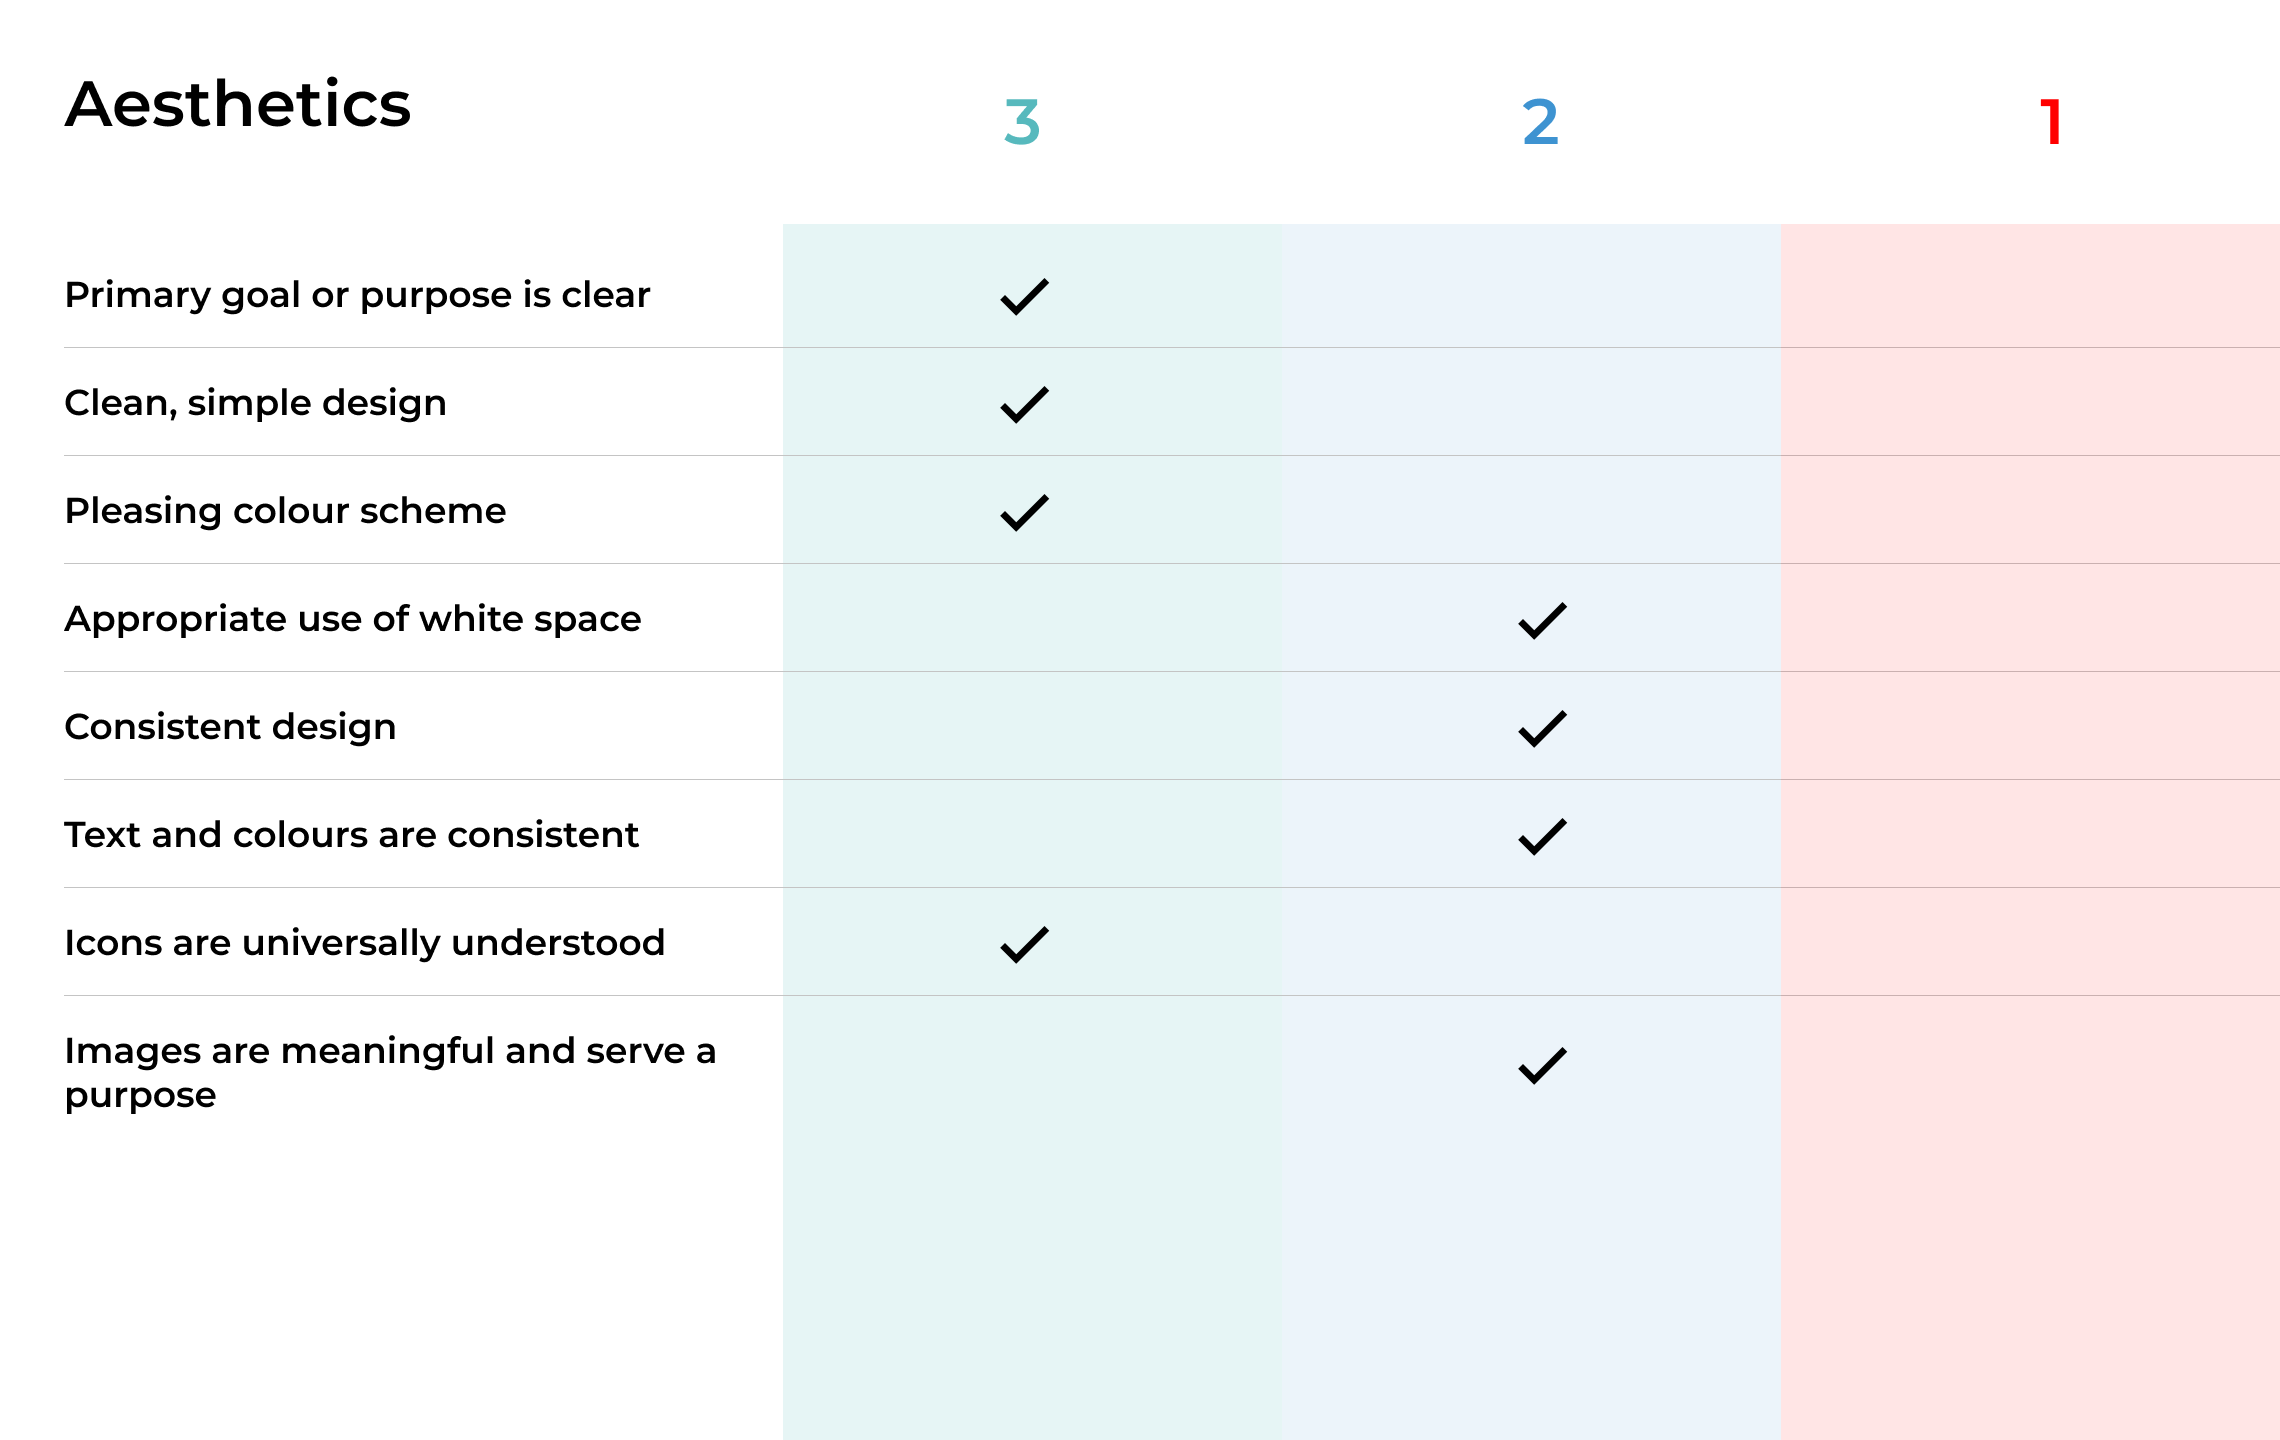 Aesthetics
3
2
1
Primary goal or purpose is clear
Clean, simple design
Pleasing colour scheme
Appropriate use of white space
Consistent design
Text and colours are consistent
Icons are universally understood
Images are meaningful and serve a
purpose